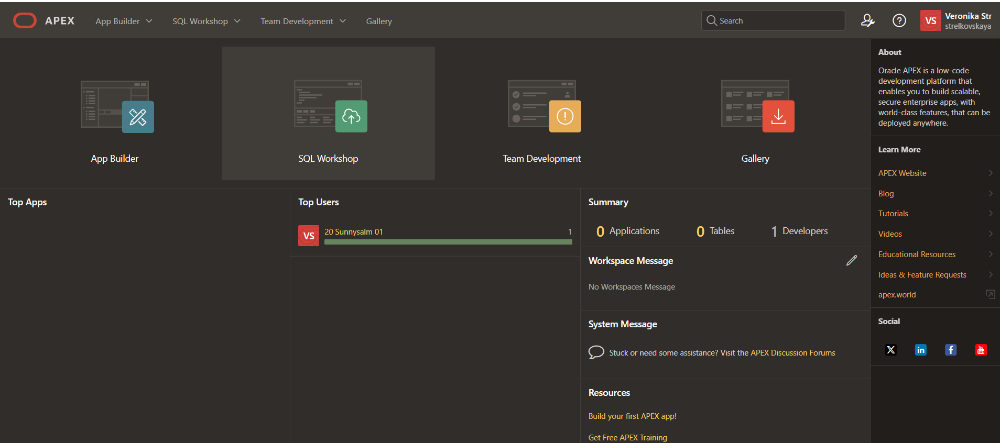 APEX
App Builder
SQL Workshop
Team Development
Gallery
Search
VS
Veronika Str
strelkovskaya
App Builder
SQL Workshop
Team Development
Gallery
Top Apps
Top Users
VS
20 Sunnysalm 01
1
Summary
0 Applications
0 Tables
1 Developers
Workspace Message
No Workspaces Message
System Message
Stuck or need some assistance? Visit the APEX Discussion Forums
Resources
Build your first APEX app!
Get Free APEX Training
About
Oracle APEX is a low-code
development platform that
enables you to build scalable,
secure enterprise apps, with
world-class features, that can be
deployed anywhere.
Learn More
APEX Website
Blog
Tutorials
Videos
Educational Resources
Ideas & Feature Requests
apex.world
Social
X
in
f
You
Tube